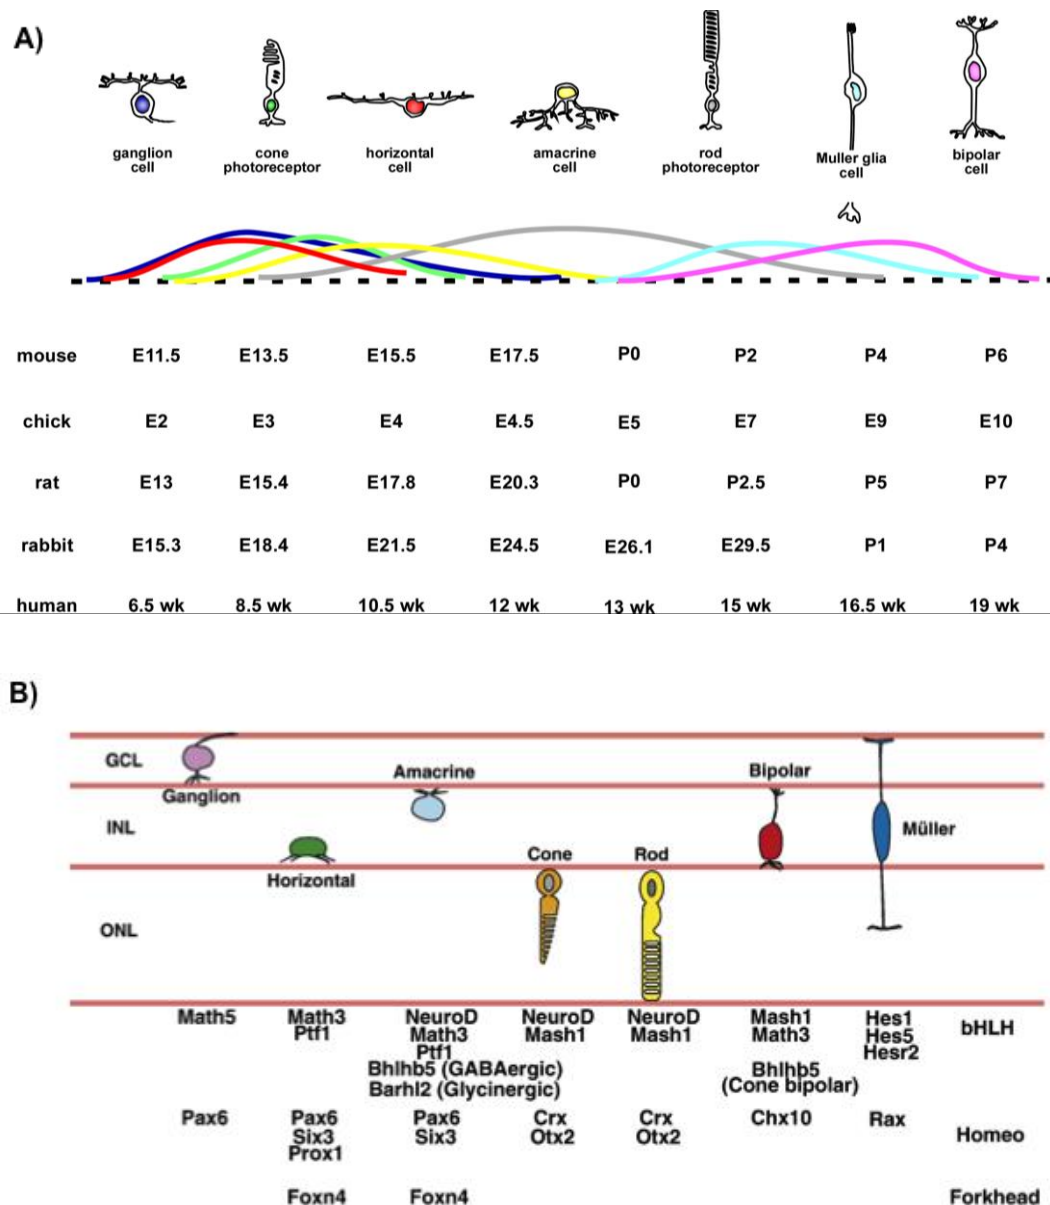 A)
ganglion
cell
cone
photoreceptor
horizontal
cell
amacrine
cell
rod
photoreceptor
Muller glia
cell
bipolar
cell
mouse E11.5 E13.5 E15.5 E17.5 P0 P2 P4 P6
chick E2 E3 E4 E4.5 E5 E7 E9 E10
rat E13 E15.4 E17.8 E20.3 P0 P2.5 P5 P7
rabbit E15.3 E18.4 E21.5 E24.5 E26.1 E29.5 P1 P4
human 6.5 wk 8.5 wk 10.5 wk 12 wk 13 wk 15 wk 16.5 wk 19 wk
B)
GCL
Ganglion
Amacrine
Bipolar
INL
Müller
Horizontal
Cone
Rod
ONL
Math5 Math3 NeuroD NeuroD NeuroD Mash1 Hes1 bHLH
Ptf1 Math3 Mash1 Mash1 Math3 Hes5
Ptf1 Hesr2
Bhlhb5 (GABAergic) Bhlhb5
Barhl2 (Glycinergic) (Cone bipolar)
Pax6 Pax6 Pax6 Crx Crx Chx10 Rax
Six3 Six3 Otx2 Otx2 Homeo
Prox1
Foxn4 Foxn4 Forkhead